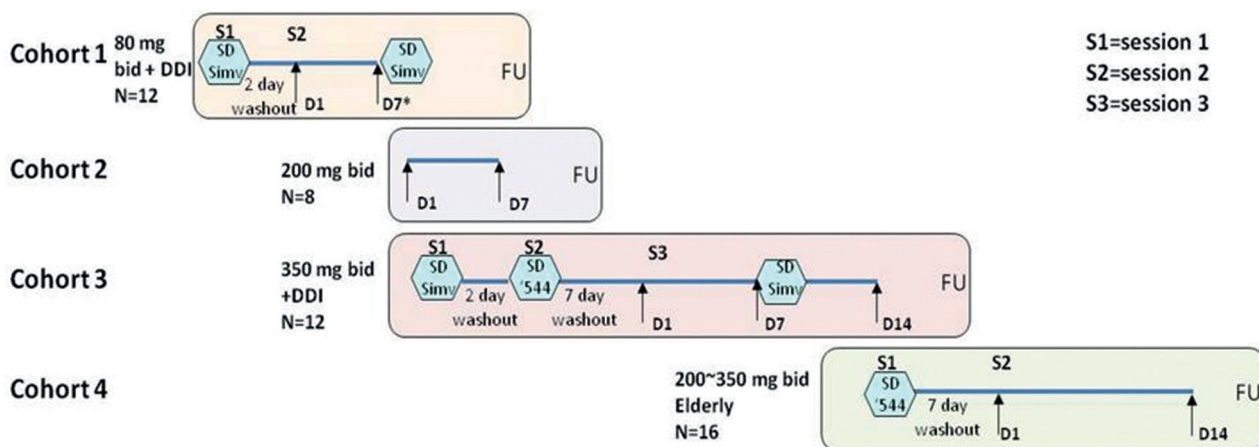 S1=session 1
S2=session 2
S3=session 3
Cohort 1
80 mg
bid + DDI
N=12
S1
S2
SD
Simv
SD
Simv
2 day
washout
D1
D7*
FU
Cohort 2
200 mg bid
N=8
D1
D7
FU
Cohort 3
350 mg bid
+DDI
N=12
S1
S2
S3
SD
Simv
SD
'544
SD
Simv
2 day
washout
7 day
washout
D1
D7
D14
FU
Cohort 4
200~350 mg bid
Elderly
N=16
S1
S2
SD
'544
7 day
washout
D1
D14
FU